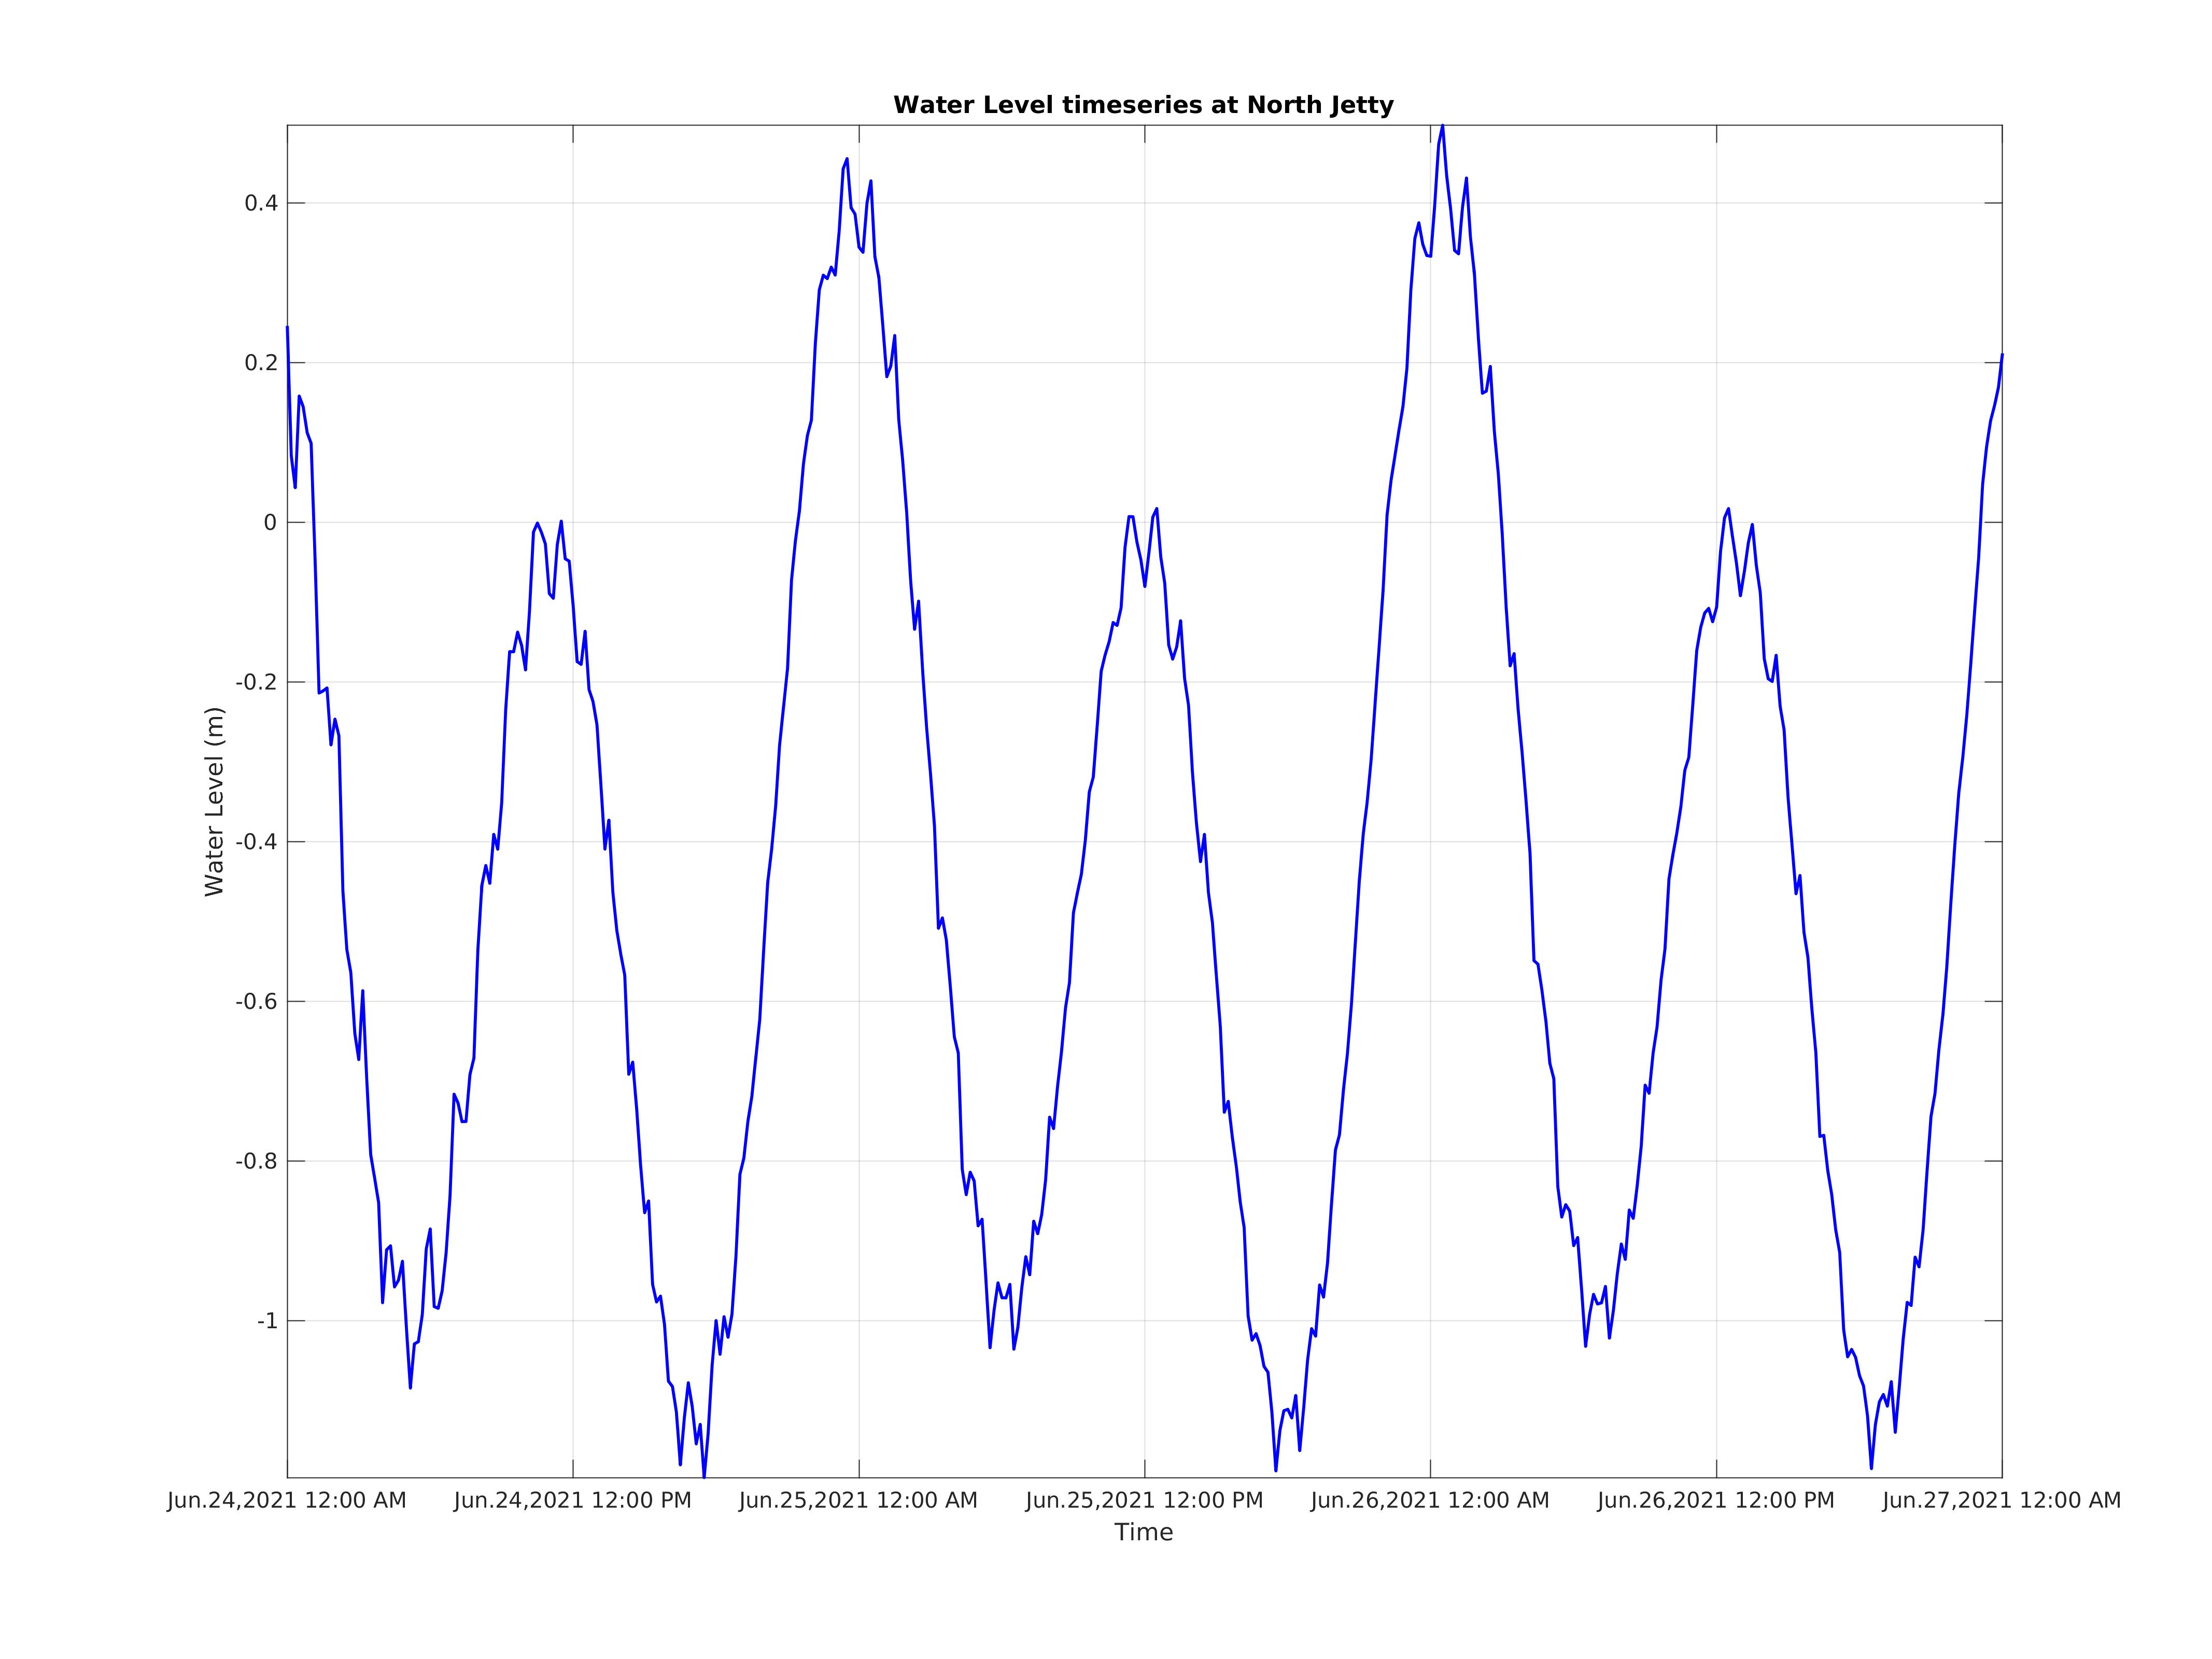 Water Level timeseries at North Jetty
0.4
0.2
0
-0.2
-0.4
-0.6
-0.8
-1
Water Level (m)
Jun.24,2021 12:00 AM
Jun.24,2021 12:00 PM
Jun.25,2021 12:00 AM
Jun.25,2021 12:00 PM
Jun.26,2021 12:00 AM
Jun.26,2021 12:00 PM
Jun.27,2021 12:00 AM
Time